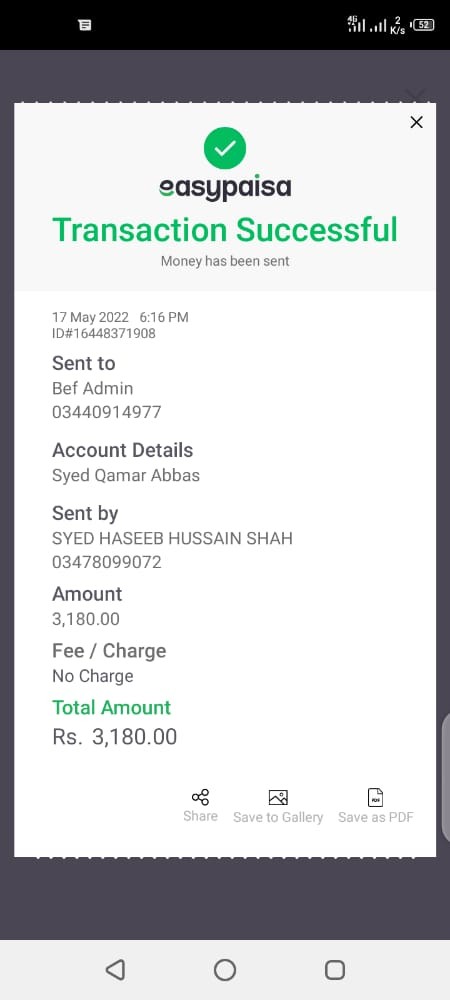 4G 2 K/s 52
easypaisa
Transaction Successful
Money has been sent
17 May 2022 6:16 PM
ID#16448371908
Sent to
Bef Admin
03440914977
Account Details
Syed Qamar Abbas
Sent by
SYED HASEEB HUSSAIN SHAH
03478099072
Amount
3,180.00
Fee / Charge
No Charge
Total Amount
Rs. 3,180.00
PDF
Share Save to Gallery Save as PDF